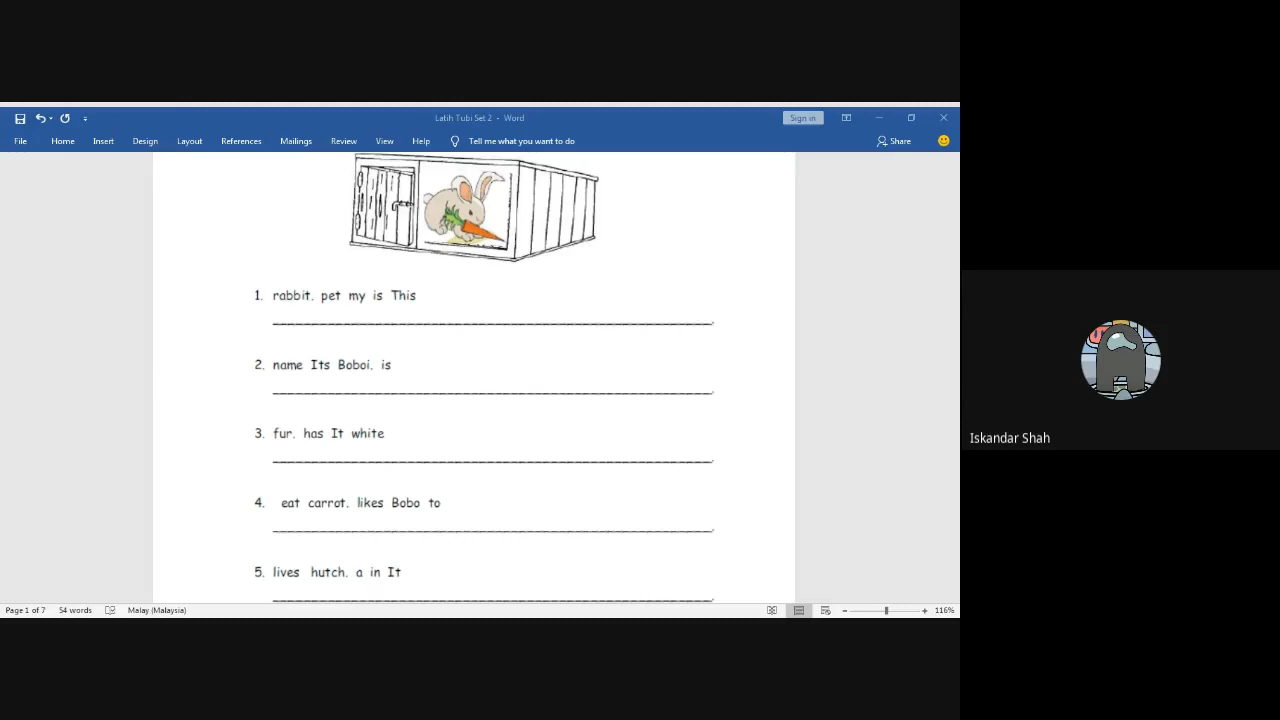 Latih Tubi Set 2 - Word
Sign in
File Home Insert Design Layout References Mailings Review View Help Tell me what you want to do Share
1. rabbit. pet my is This
2. name Its Boboi. is
3. fur. has It white
4. eat carrot. likes Bobo to
5. lives hutch. a in It
Page 1 of 7 54 words Malay (Malaysia) 116%
Iskandar Shah